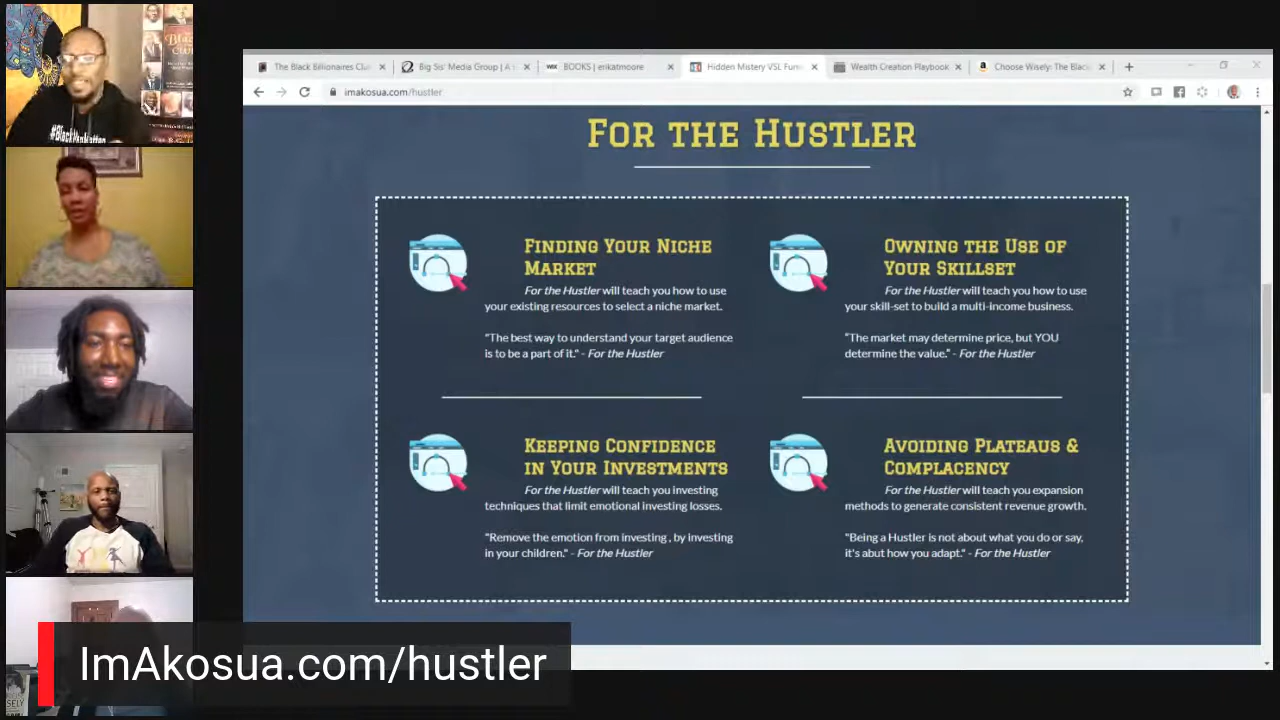 The Black Billionaires Clu
Big Sis' Media Group | A
WIX BOOKS | erikatmoore
Hidden Mistery VSL Funn
Wealth Creation Playbook
Choose Wisely: The Black
imakosua.com/hustler
For the Hustler
Finding Your Niche
Market
For the Hustler will teach you how to use
your existing resources to select a niche market.
"The best way to understand your target audience
is to be a part of it." - For the Hustler
Owning the Use of
Your Skillset
For the Hustler will teach you how to use
your skill-set to build a multi-income business.
"The market may determine price, but YOU
determine the value." - For the Hustler
Keeping Confidence
in Your Investments
For the Hustler will teach you investing
techniques that limit emotional investing losses.
"Remove the emotion from investing , by investing
in your children." - For the Hustler
Avoiding Plateaus &
Complacency
For the Hustler will teach you expansion
methods to generate consistent revenue growth.
"Being a Hustler is not about what you do or say,
it's abut how you adapt." - For the Hustler
ImAkosua.com/hustler